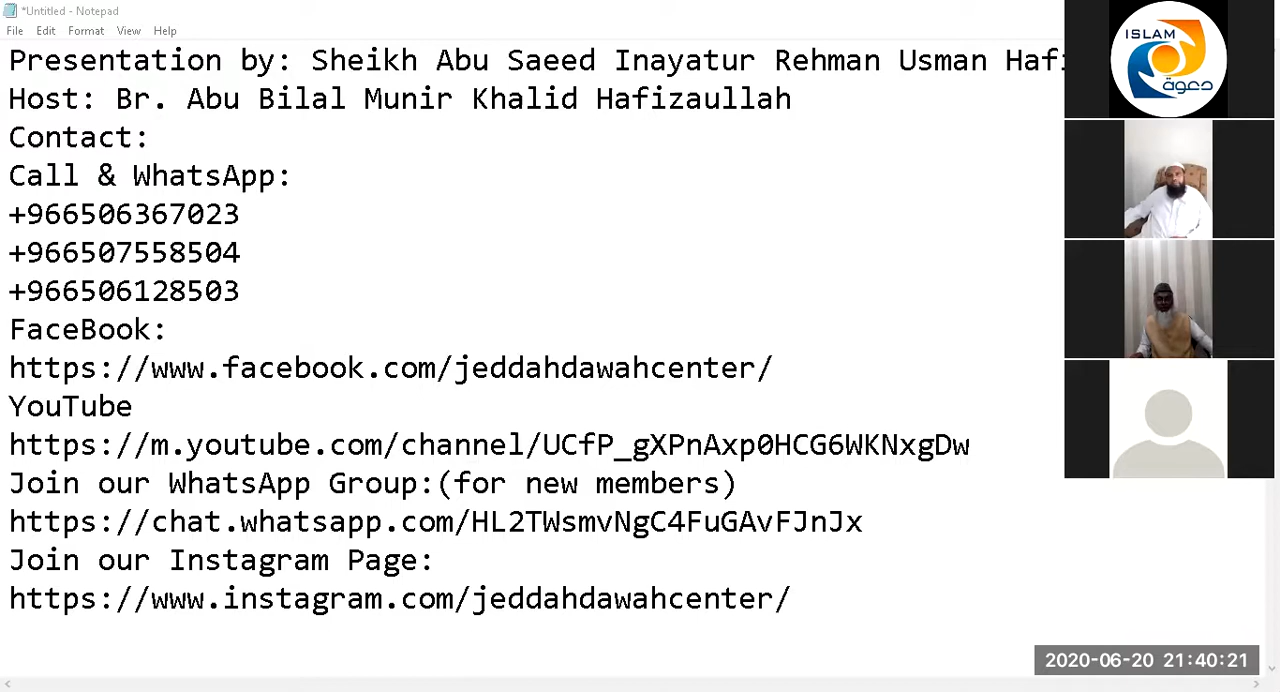 *Untitled - Notepad
File Edit Format View Help
Presentation by: Sheikh Abu Saeed Inayatur Rehman Usman Hafi
Host: Br. Abu Bilal Munir Khalid Hafizaullah
Contact:
Call & WhatsApp:
+966506367023
+966507558504
+966506128503
FaceBook:
https://www.facebook.com/jeddahdawahcenter/
YouTube
https://m.youtube.com/channel/UCfP_gXPnAxp0HCG6WKNxgDw
Join our WhatsApp Group:(for new members)
https://chat.whatsapp.com/HL2TWsmvNgC4FuGAvFJnJx
Join our Instagram Page:
https://www.instagram.com/jeddahdawahcenter/
ISLAM
دعوة
2020-06-20 21:40:21